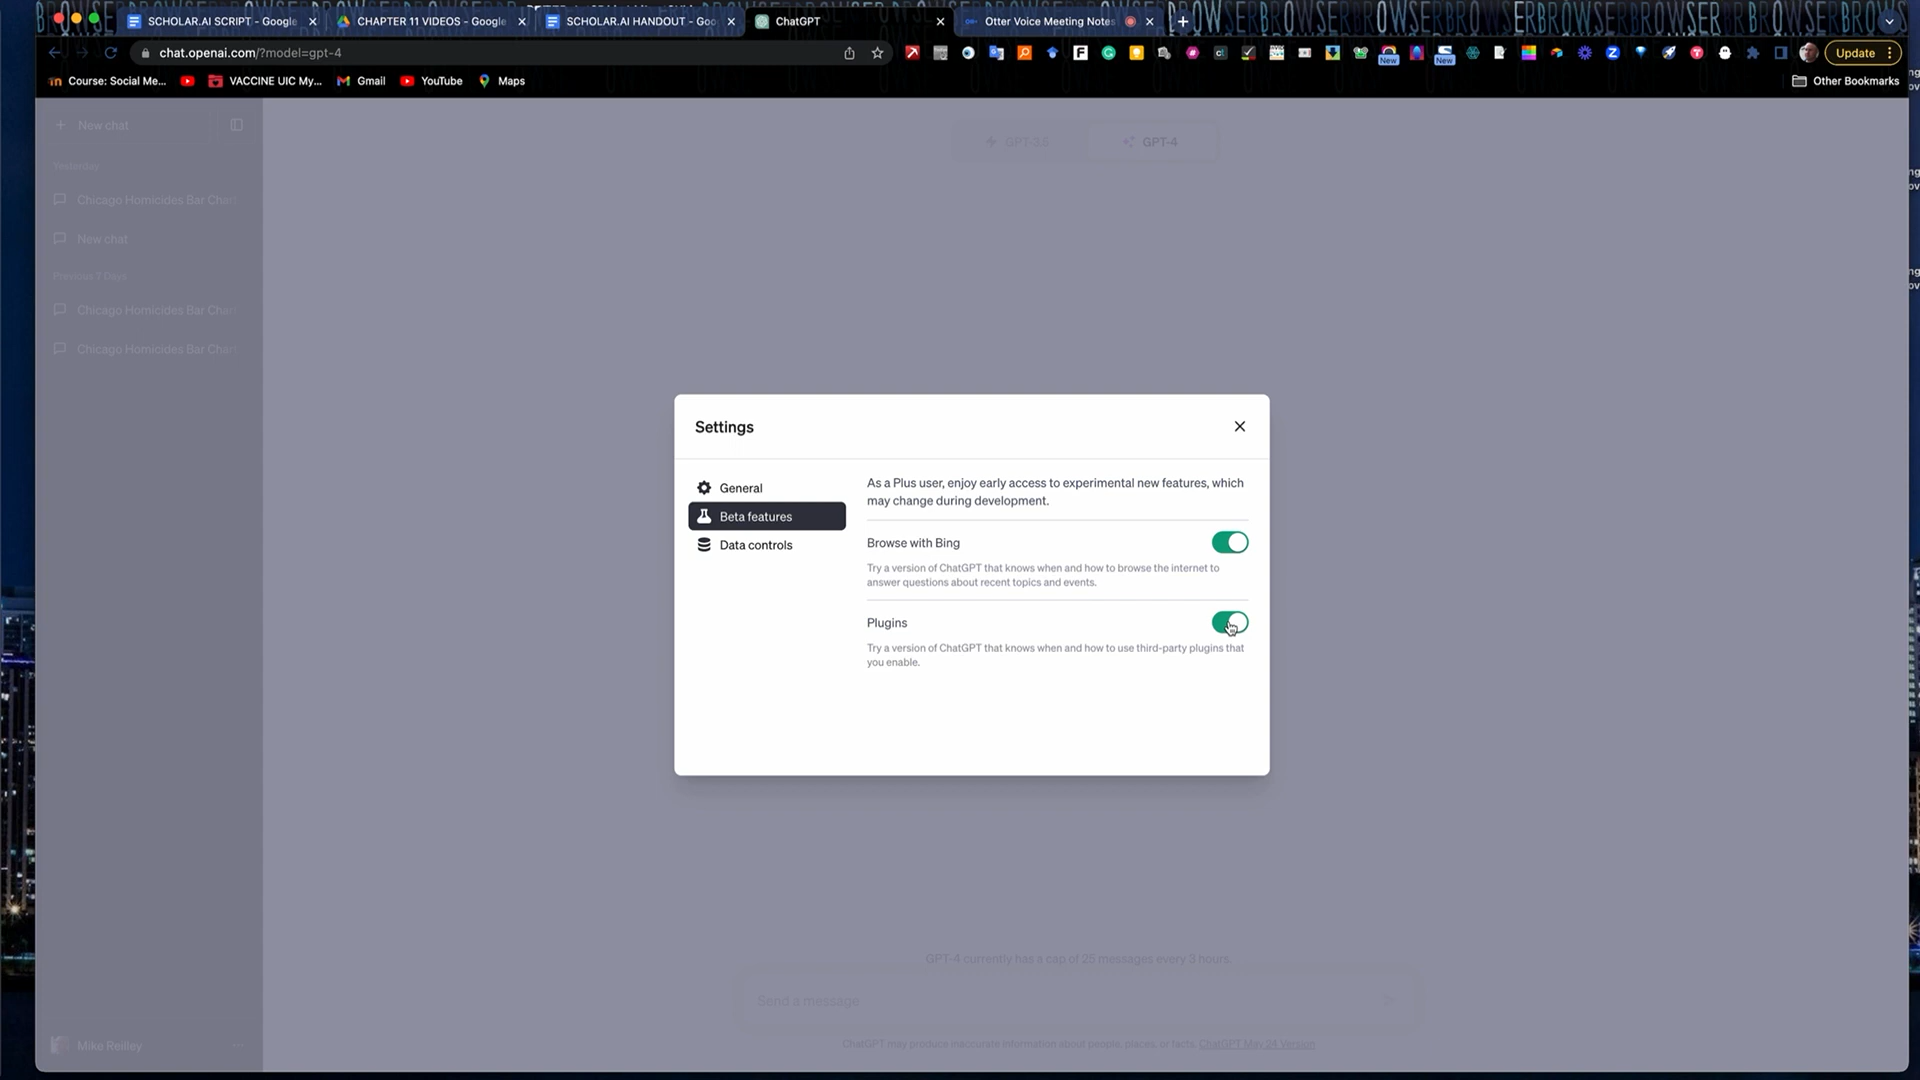 SCHOLAR.AI SCRIPT - Google
CHAPTER 11 VIDEOS - Google
SCHOLAR.AI HANDOUT - Goo
ChatGPT
Otter Voice Meeting Notes
chat.openai.com/?model=gpt-4
New
New
Update
Course: Social Me...
VACCINE UIC My...
Gmail
YouTube
Maps
Other Bookmarks
New chat
GPT-3.5
GPT-4
Yesterday
Chicago Homicides Bar Chart
New chat
Previous 7 Days
Chicago Homicides Bar Chart
Chicago Homicides Bar Chart
Settings
General
Beta features
Data controls
As a Plus user, enjoy early access to experimental new features, which
may change during development.
Browse with Bing
Try a version of ChatGPT that knows when and how to browse the internet to
answer questions about recent topics and events.
Plugins
Try a version of ChatGPT that knows when and how to use third-party plugins that
you enable.
GPT-4 currently has a cap of 25 messages every 3 hours.
Send a message
Mike Reilley
ChatGPT may produce inaccurate information about people, places, or facts. ChatGPT May 24 Version